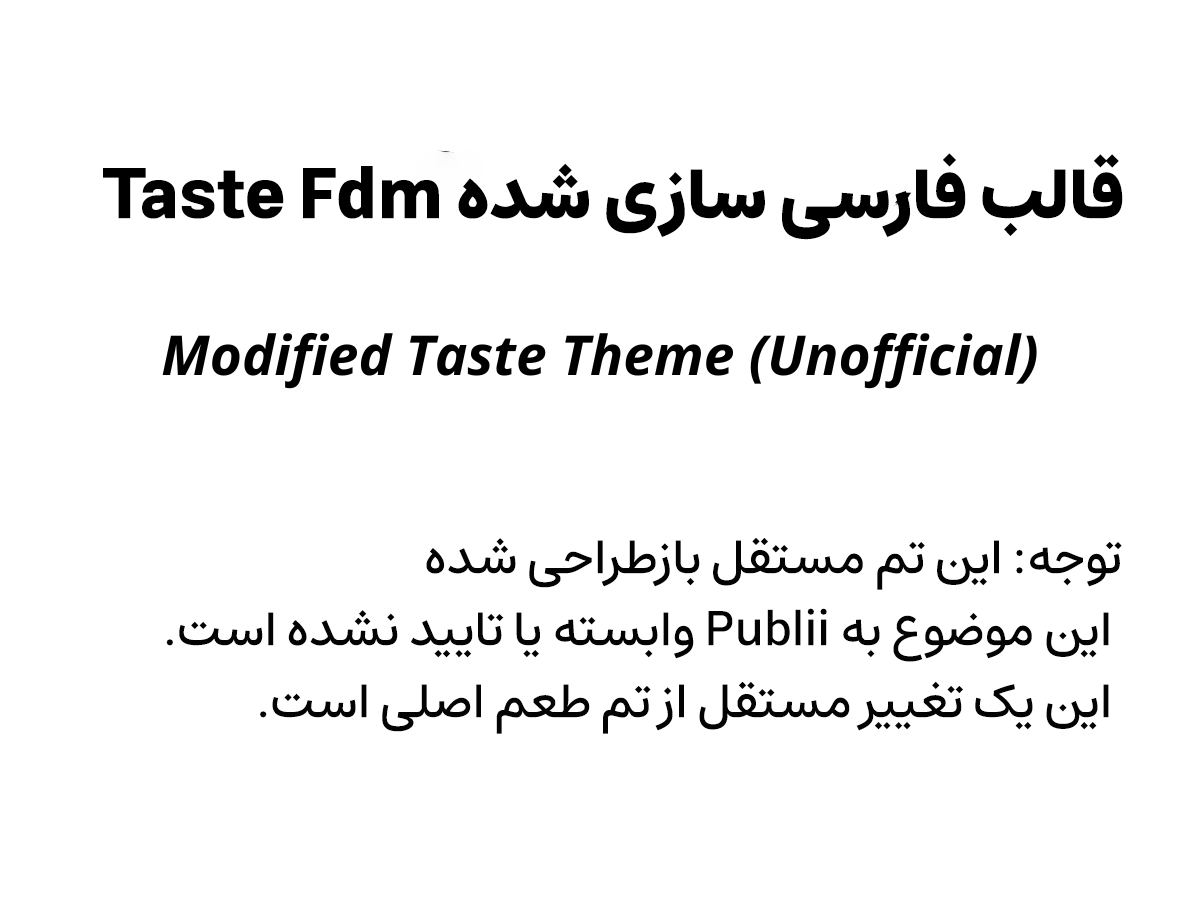 قالب فارسی سازی شده Taste Fdm
Modified Taste Theme (Unofficial)
توجه: این تم مستقل بازطراحی شده
این موضوع به Publii وابسته یا تایید نشده است.
این یک تغییر مستقل از تم طعم اصلی است.